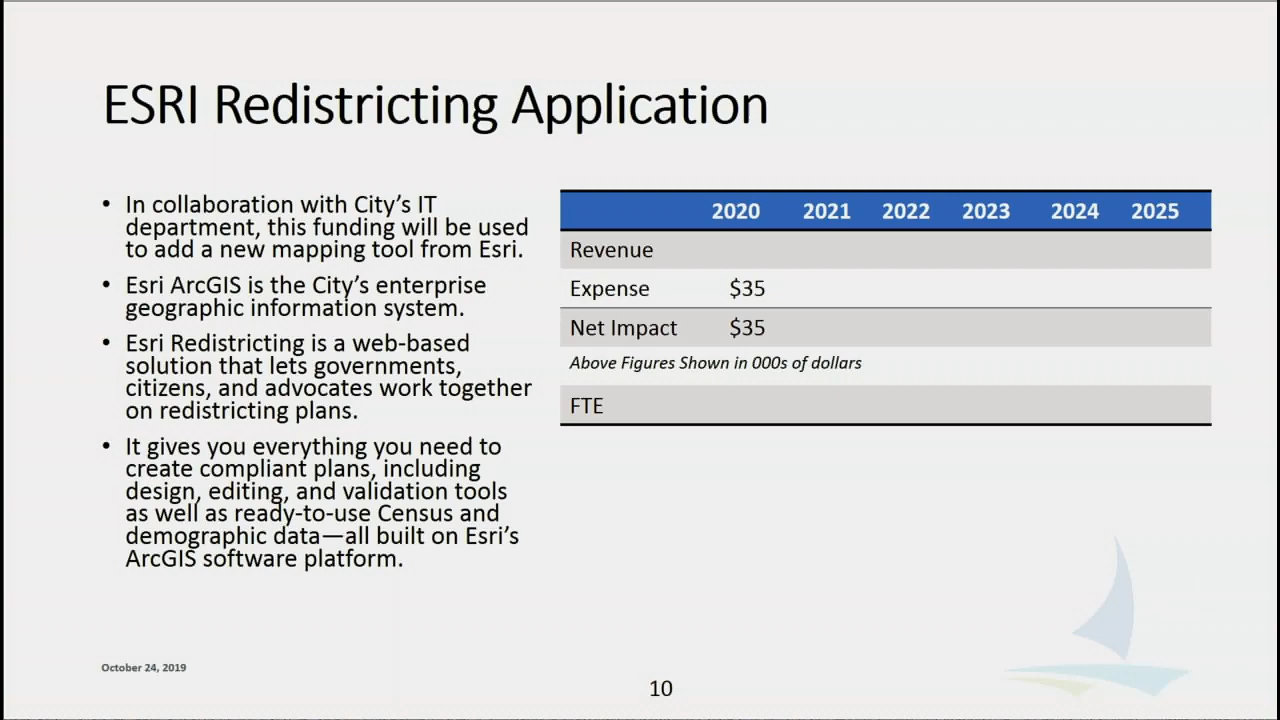 ESRI Redistricting Application
• In collaboration with City’s IT
department, this funding will be used
to add a new mapping tool from Esri.
• Esri ArcGIS is the City’s enterprise
geographic information system.
• Esri Redistricting is a web-based
solution that lets governments,
citizens, and advocates work together
on redistricting plans.
• It gives you everything you need to
create compliant plans, including
design, editing, and validation tools
as well as ready-to-use Census and
demographic data—all built on Esri’s
ArcGIS software platform.
2020 2021 2022 2023 2024 2025
Revenue
Expense $35
Net Impact $35
Above Figures Shown in 000s of dollars
FTE
October 24, 2019
10